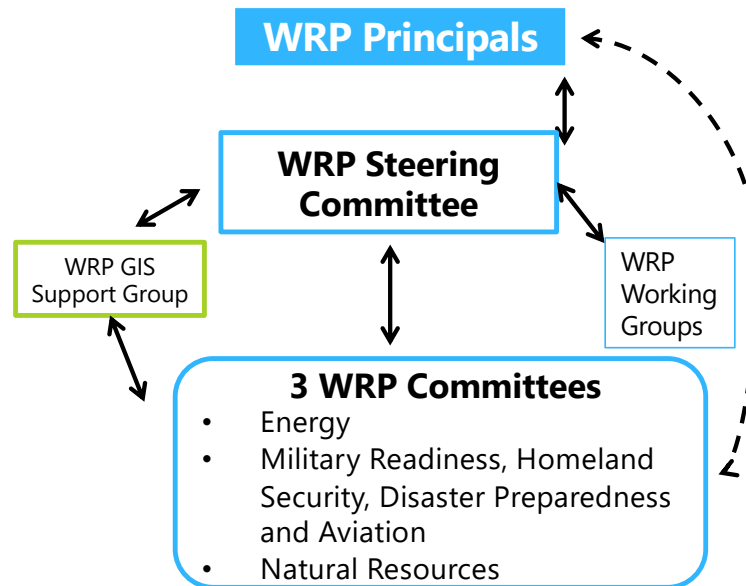 WRP Principals
WRP Steering
Committee
WRP GIS
Support Group
WRP
Working
Groups
3 WRP Committees
• Energy
• Military Readiness, Homeland
Security, Disaster Preparedness
and Aviation
• Natural Resources